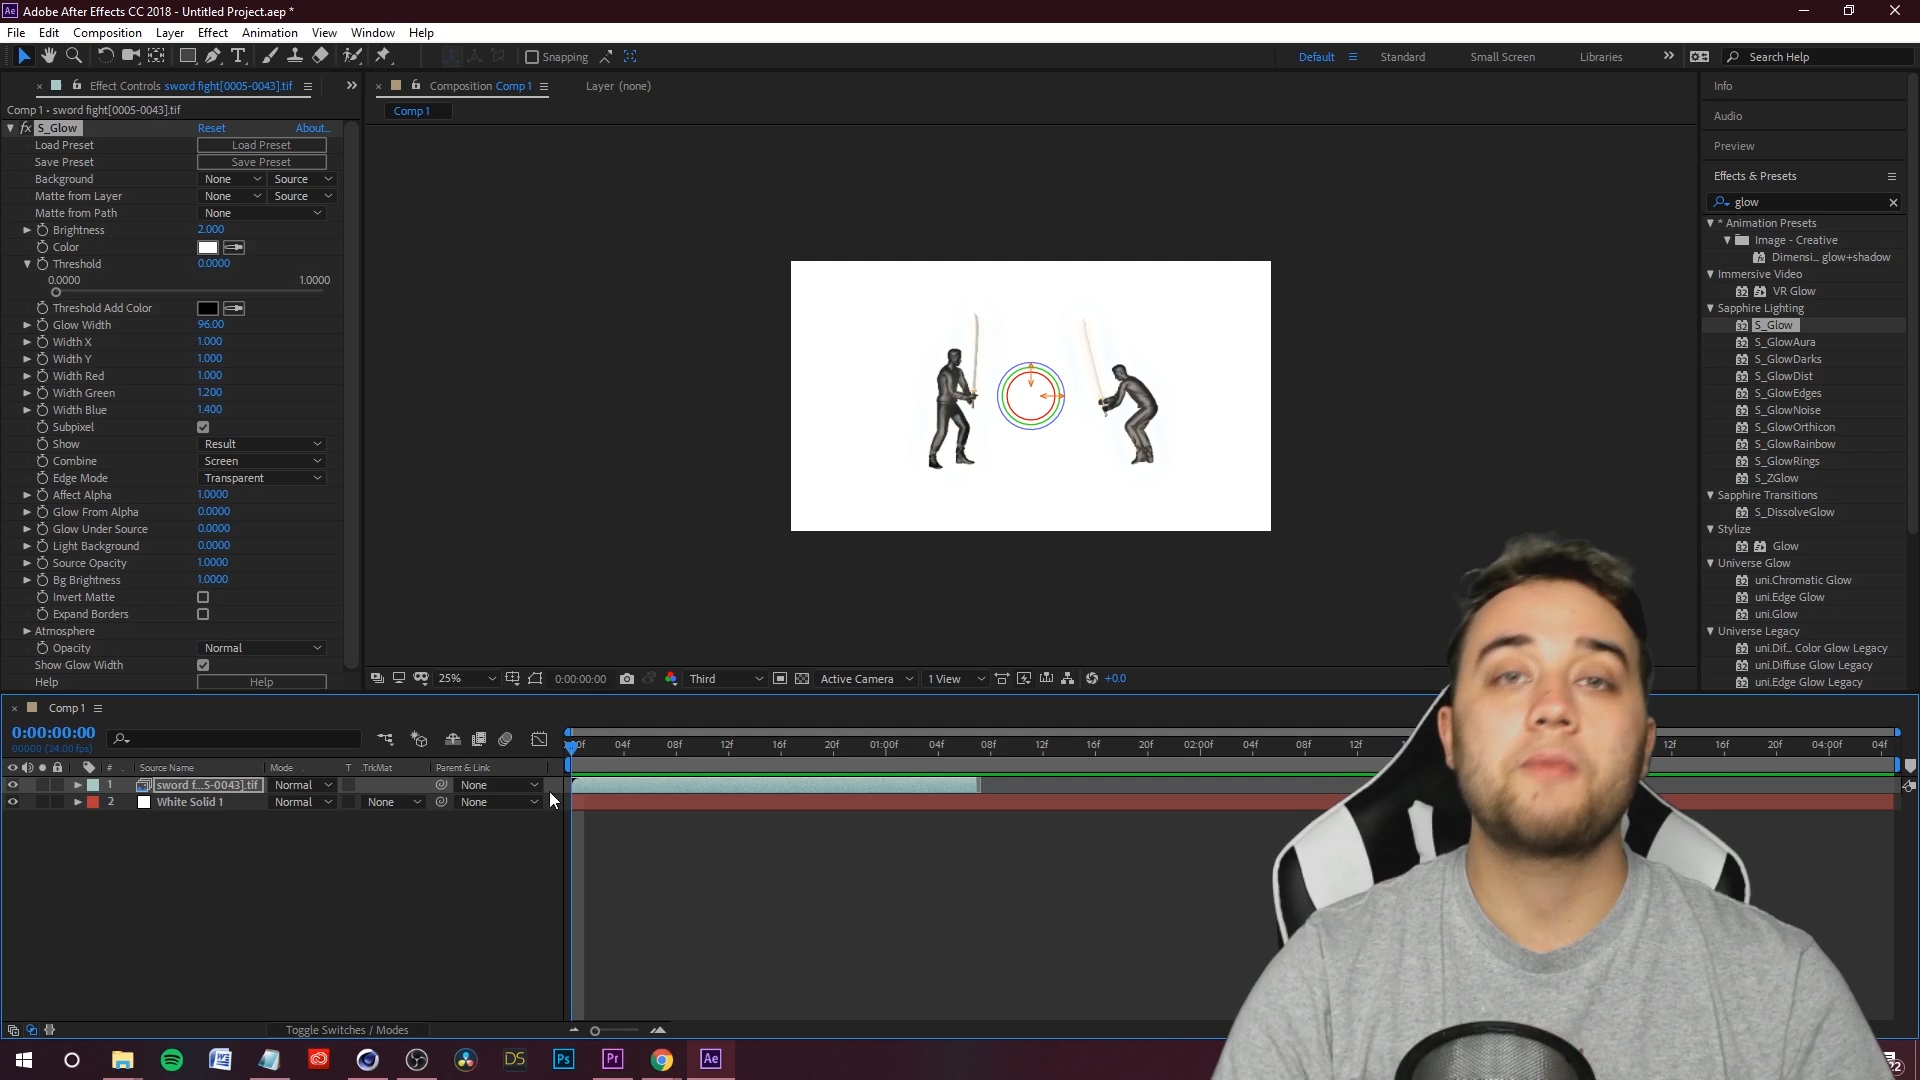 Adobe After Effects CC 2018 - Untitled Project.aep *
File Edit Composition Layer Effect Animation View Window Help
Snapping Default Standard Small Screen Libraries Search Help
Effect Controls sword fight[0005-0043].tif
Composition Comp 1
Layer (none)
Comp 1 • sword fight[0005-0043].tif
Comp 1
fx S_Glow Reset About...
Load Preset Load Preset
Save Preset Save Preset
Background None Source
Matte from Layer None Source
Matte from Path None
Brightness 2.000
Color
Threshold 0.0000
0.0000 1.0000
Threshold Add Color
Glow Width 96.00
Width X 1.000
Width Y 1.000
Width Red 1.000
Width Green 1.200
Width Blue 1.400
Subpixel
Show Result
Combine Screen
Edge Mode Transparent
Affect Alpha 1.0000
Glow From Alpha 0.0000
Glow Under Source 0.0000
Light Background 0.0000
Source Opacity 1.0000
Bg Brightness 1.0000
Invert Matte
Expand Borders
Atmosphere
Opacity Normal
Show Glow Width
Help Help
Info
Audio
Preview
Effects & Presets
glow
* Animation Presets
Image - Creative
Dimensi... glow+shadow
Immersive Video
VR Glow
Sapphire Lighting
S_Glow
S_GlowAura
S_GlowDarks
S_GlowDist
S_GlowEdges
S_GlowNoise
S_GlowOrthicon
S_GlowRainbow
S_GlowRings
S_ZGlow
Sapphire Transitions
S_DissolveGlow
Stylize
Glow
Universe Glow
uni.Chromatic Glow
uni.Edge Glow
uni.Glow
Universe Legacy
uni.Dif... Color Glow Legacy
uni.Diffuse Glow Legacy
uni.Edge Glow Legacy
25% 0:00:00:00 Third Active Camera 1 View +0.0
Comp 1
0:00:00:00
00000 (24.00 fps)
04f 08f 12f 16f 20f 01:00f 04f 08f 12f 16f 20f 02:00f 04f 08f 12f 12f 16f 20f 04:00f 04f
# Source Name Mode T .TrkMat Parent & Link
1 sword f...5-0043].tif Normal None
2 White Solid 1 Normal None None
Toggle Switches / Modes
W DS Ps Pr Ae
22